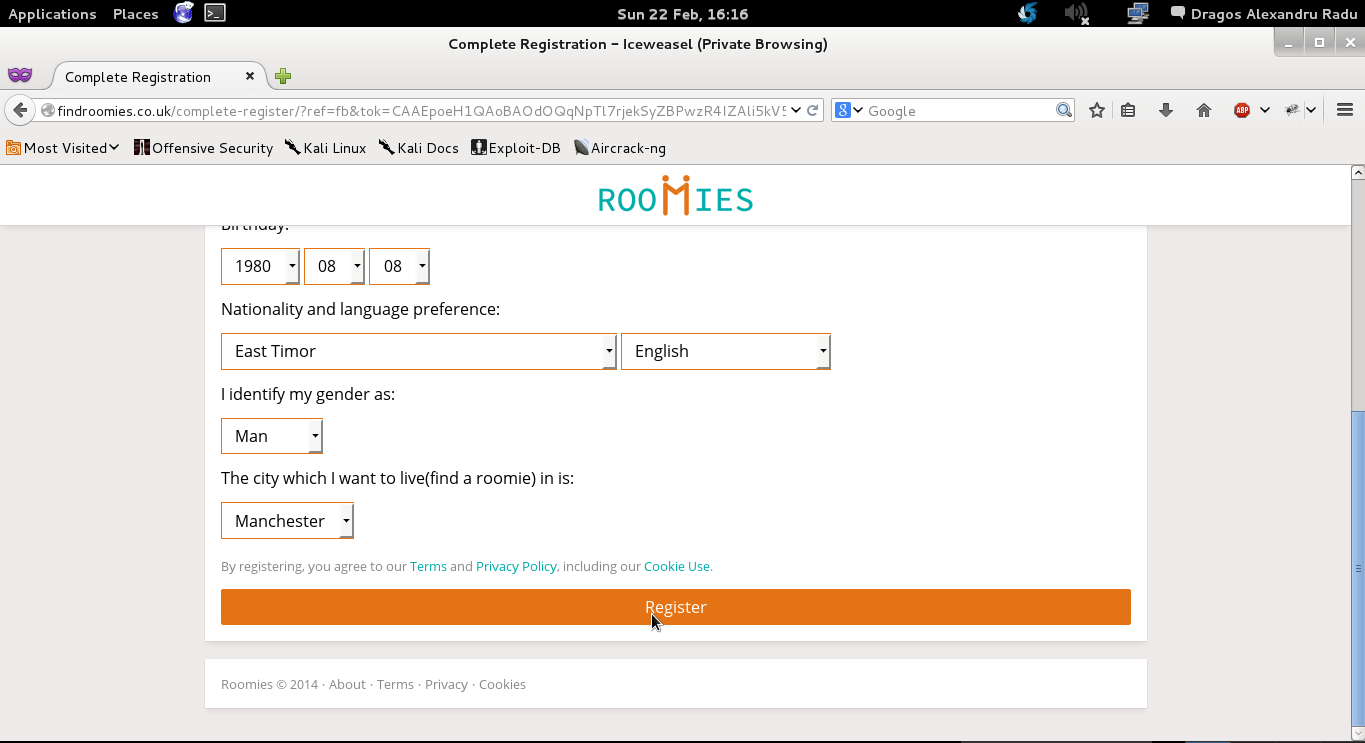 Applications Places Sun 22 Feb, 16:16 Dragos Alexandru Radu
Complete Registration - Iceweasel (Private Browsing)
Complete Registration
findroomies.co.uk/complete-register/?ref=fb&tok=CAAEpoeH1QAoBAOdOQqNpTl7rjekSyZBPwzR4IZAli5kV5 Google
Most Visited Offensive Security Kali Linux Kali Docs Exploit-DB Aircrack-ng
ROOMIES
Birthday:
1980 08 08
Nationality and language preference:
East Timor English
I identify my gender as:
Man
The city which I want to live(find a roomie) in is:
Manchester
By registering, you agree to our Terms and Privacy Policy, including our Cookie Use.
Register
Roomies © 2014 · About · Terms · Privacy · Cookies